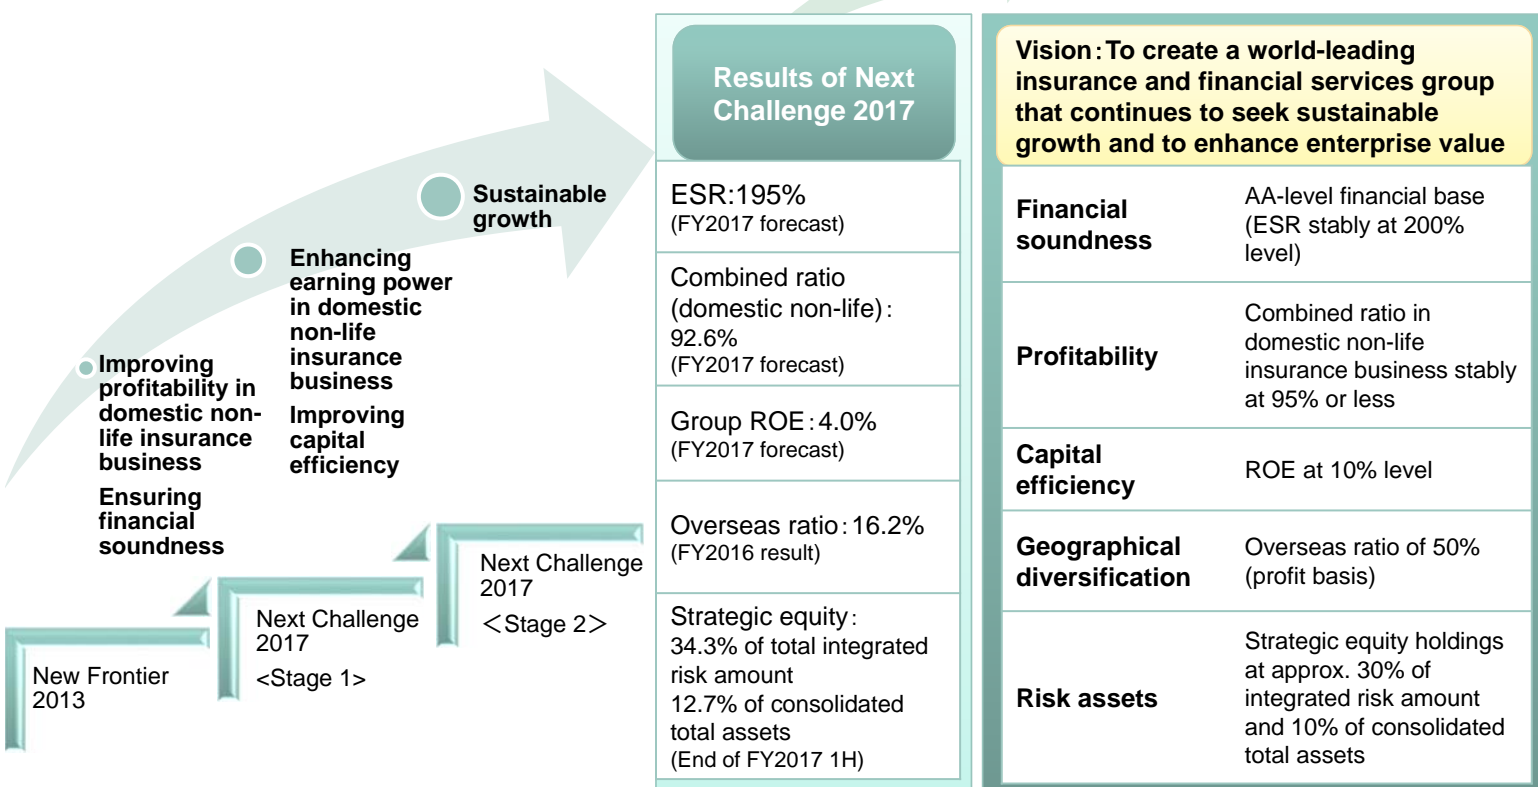 Sustainable
growth
Enhancing
earning power
in domestic
non-life
insurance
business
Improving
capital
efficiency
Improving
profitability in
domestic non-
life insurance
business
Ensuring
financial
soundness
New Frontier
2013
Next Challenge
2017
<Stage 1>
Next Challenge
2017
＜Stage 2＞
Results of Next
Challenge 2017
ESR:195%
(FY2017 forecast)
Combined ratio
(domestic non-life)：
92.6%
(FY2017 forecast)
Group ROE：4.0%
(FY2017 forecast)
Overseas ratio：16.2%
(FY2016 result)
Strategic equity：
34.3% of total integrated
risk amount
12.7% of consolidated
total assets
(End of FY2017 1H)
Vision：To create a world-leading
insurance and financial services group
that continues to seek sustainable
growth and to enhance enterprise value
Financial
soundness
AA-level financial base
(ESR stably at 200%
level)
Profitability
Combined ratio in
domestic non-life
insurance business stably
at 95% or less
Capital
efficiency
ROE at 10% level
Geographical
diversification
Overseas ratio of 50%
(profit basis)
Risk assets
Strategic equity holdings
at approx. 30% of
integrated risk amount
and 10% of consolidated
total assets